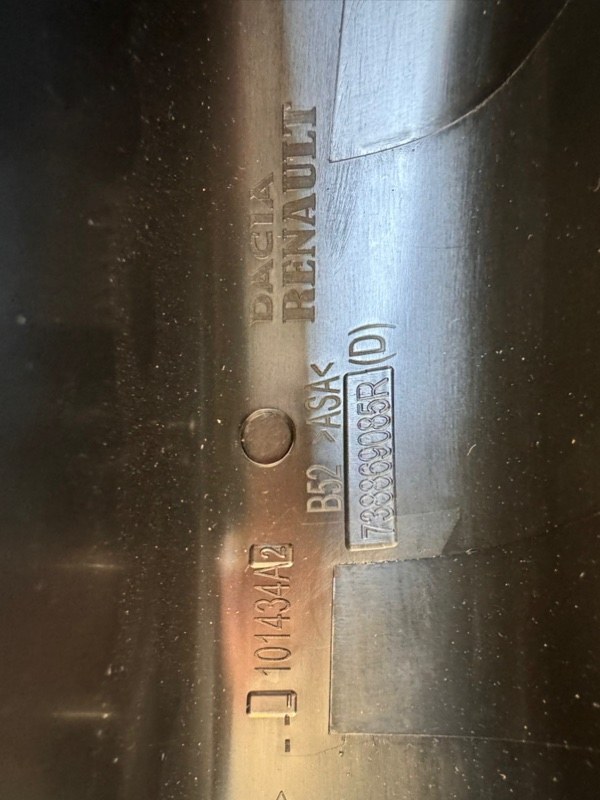 DACIA
RENAULT
B52 >ASA<
738869085R (D)
101434A2